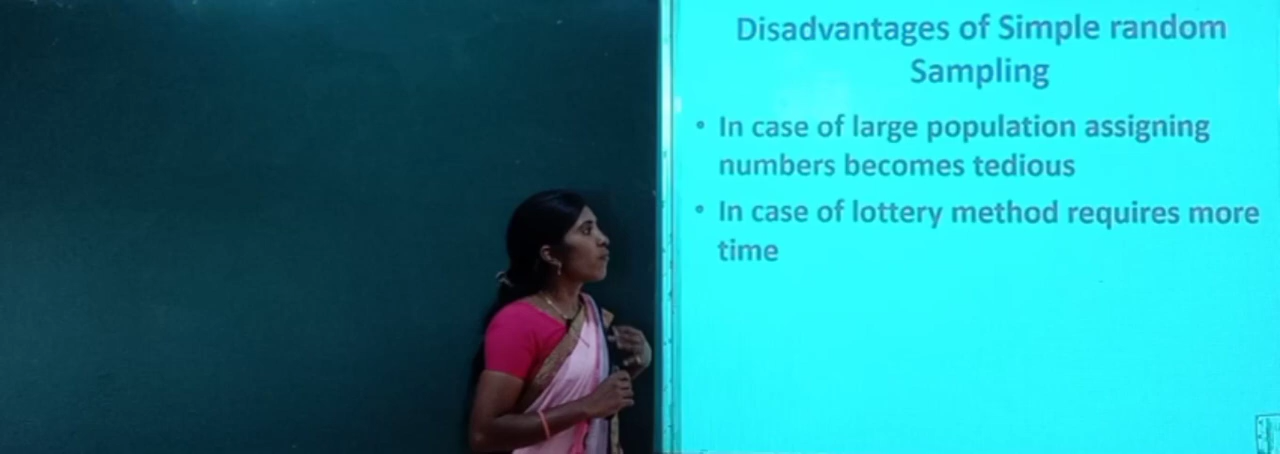 Disadvantages of Simple random
Sampling
• In case of large population assigning
numbers becomes tedious
• In case of lottery method requires more
time